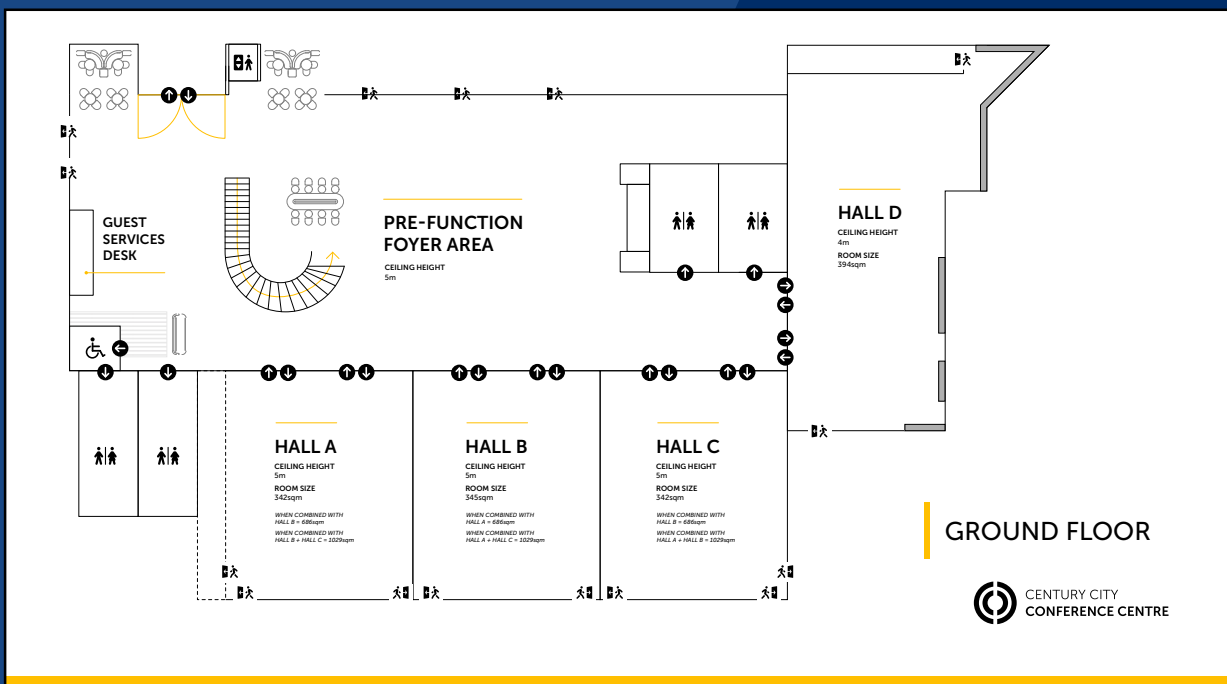 GUEST
SERVICES
DESK
PRE-FUNCTION
FOYER AREA
CEILING HEIGHT
5m
HALL D
CEILING HEIGHT
4m
ROOM SIZE
394sqm
HALL A
CEILING HEIGHT
5m
ROOM SIZE
342sqm
WHEN COMBINED WITH
HALL B = 686sqm
WHEN COMBINED WITH
HALL B + HALL C = 1029sqm
HALL B
CEILING HEIGHT
5m
ROOM SIZE
345sqm
WHEN COMBINED WITH
HALL A = 686sqm
WHEN COMBINED WITH
HALL A + HALL C = 1029sqm
HALL C
CEILING HEIGHT
5m
ROOM SIZE
342sqm
WHEN COMBINED WITH
HALL B = 686sqm
WHEN COMBINED WITH
HALL A + HALL B = 1029sqm
GROUND FLOOR
CENTURY CITY
CONFERENCE CENTRE